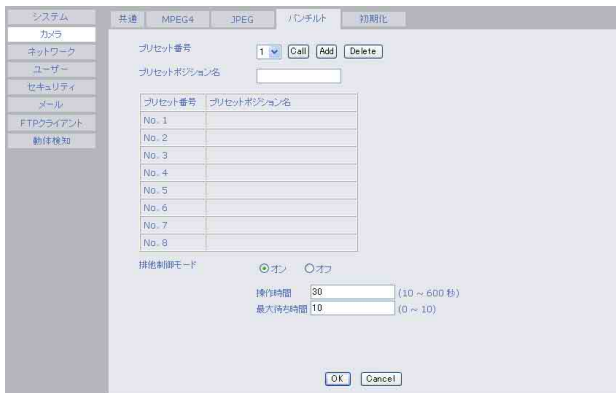 システム
カメラ
ネットワーク
ユーザー
セキュリティ
メール
FTPクライアント
動体検知
共通 MPEG4 JPEG パンチルト 初期化
プリセット番号 1 Call Add Delete
プリセットポジション名
プリセット番号 プリセットポジション名
No. 1
No. 2
No. 3
No. 4
No. 5
No. 6
No. 7
No. 8
排他制御モード オン オフ
操作時間 30 (10 ~ 600 秒)
最大待ち時間 10 (0 ~ 10)
OK Cancel